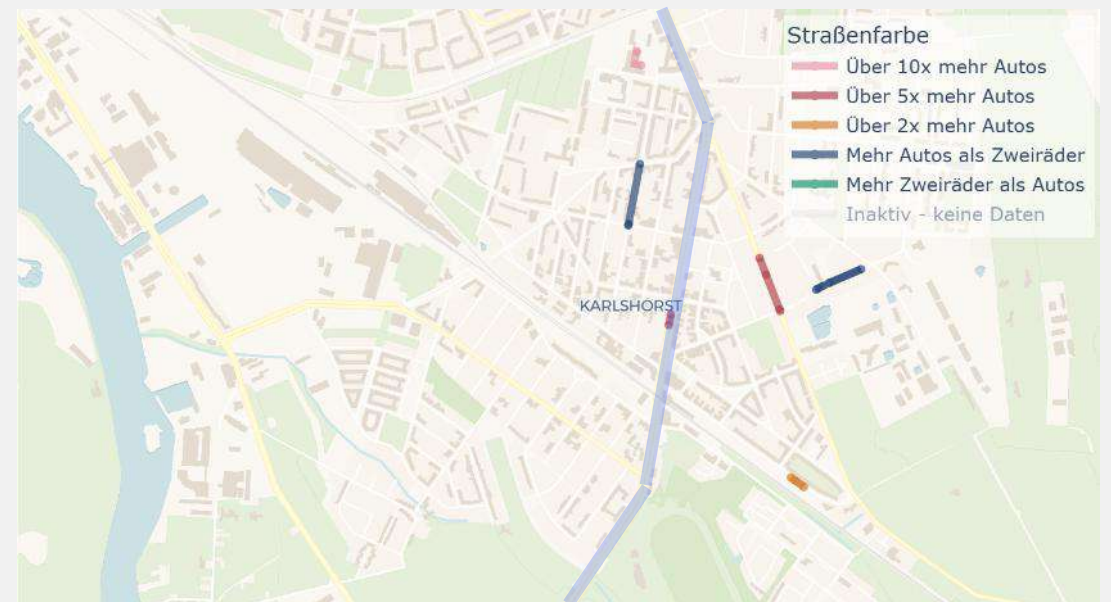 Straßenfarbe
Über 10x mehr Autos
Über 5x mehr Autos
Über 2x mehr Autos
Mehr Autos als Zweiräder
Mehr Zweiräder als Autos
Inaktiv - keine Daten
KARLSHORST